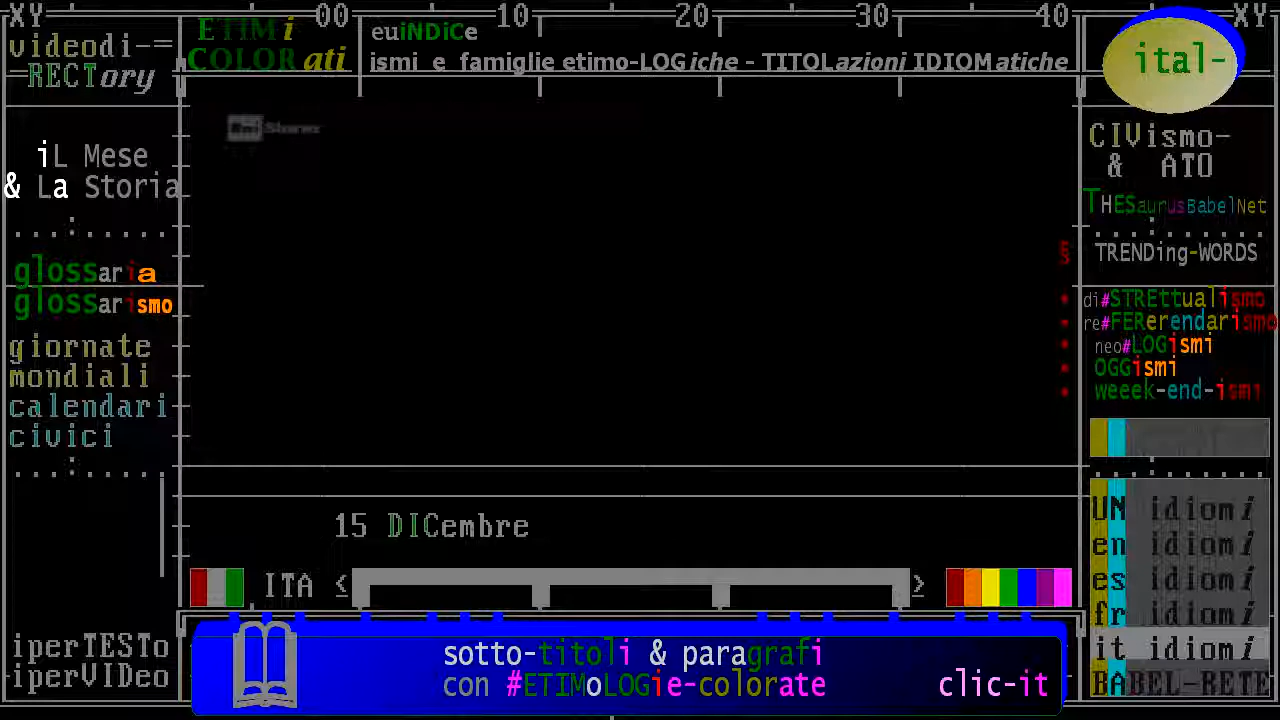 XY 00 10 20 30 40 XY
videodi-=
=RECTory
ETIMi
COLORati
euiNDiCe
ismi e famiglie etimo-LOGiche - TITOLazioni IDIOMatiche
ital-
iL Mese
& La Storia
...:.....
glossaria
glossarismo
giornate
mondiali
calendari
civici
...:.....
iperTESTo
iperVIDeo
CIVismo-
& ATO
THESaurusBabelNet
....:......
TRENDing-WORDS
§
di#STREttualismo
re#FERerendarismo
neo#LOGismi
OGGismi
weeek-end-ismi
UN idiomi
en idiomi
es idiomi
fr idiomi
it idiomi
BABEL-RETE
15 DICembre
ITA < >
sotto-titoli & paragrafi
con #ETIMoLOGie-colorate
clic-it